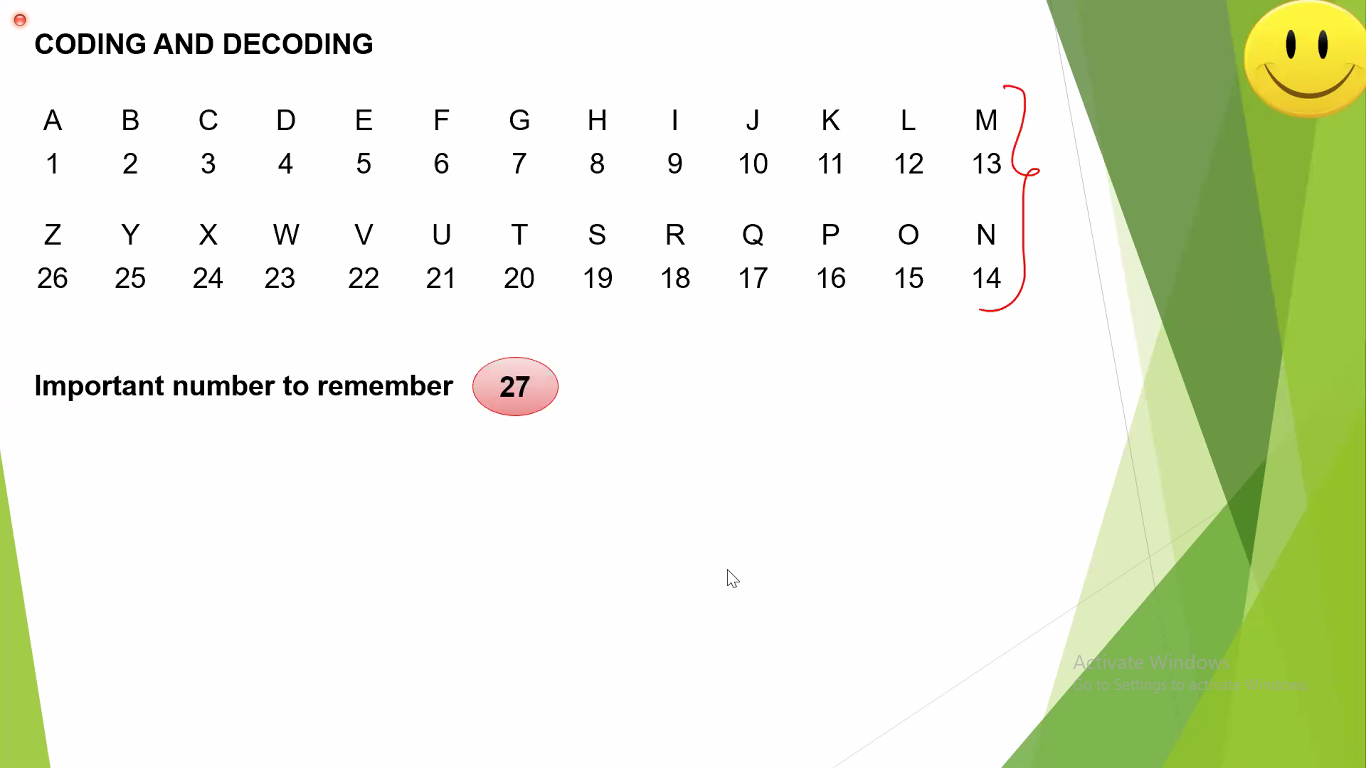 CODING AND DECODING
A B C D E F G H I J K L M
1 2 3 4 5 6 7 8 9 10 11 12 13
Z Y X W V U T S R Q P O N
26 25 24 23 22 21 20 19 18 17 16 15 14
Important number to remember 27
Activate Windows
Go to Settings to activate Windows.